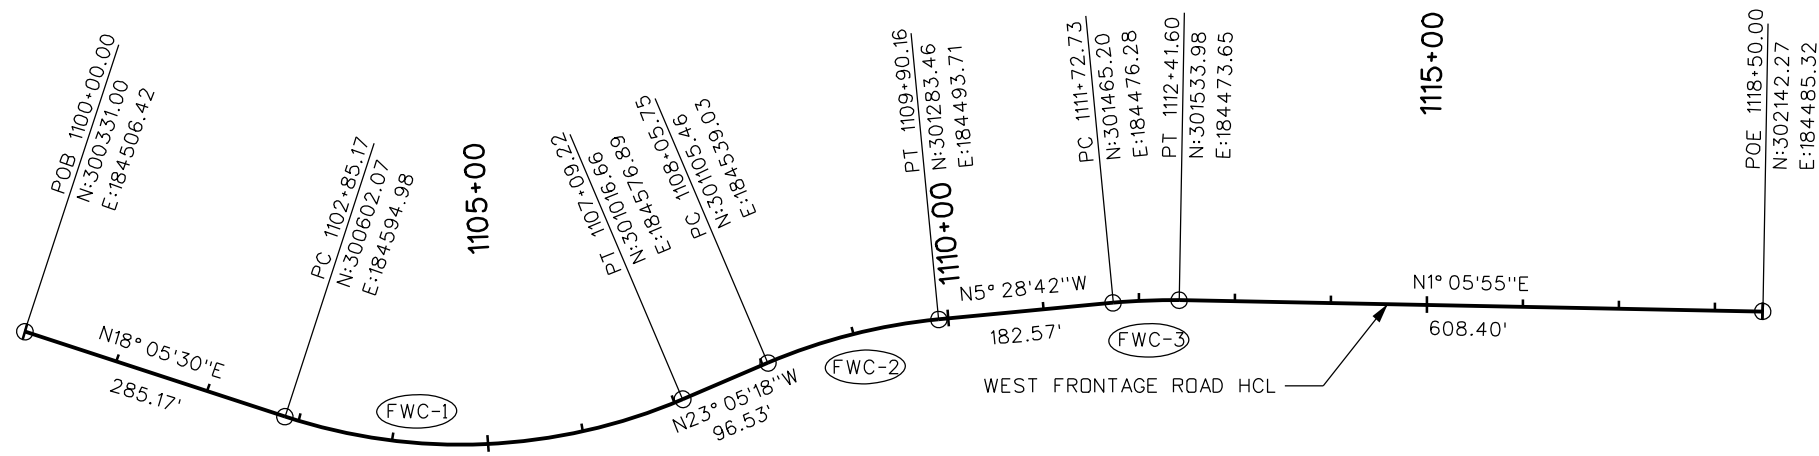 POB 1100+00.00
N:300331.00
E:184506.42
PC 1102+85.17
N:300602.07
E:184594.98
1105+00
PT 1107+09.22
N:301016.66
E:184576.89
PC 1108+05.75
N:301105.46
E:184539.03
PT 1109+90.16
N:301283.46
E:184493.71
1110+00
PC 1111+72.73
N:301465.20
E:184476.28
PT 1112+41.60
N:301533.98
E:184473.65
1115+00
POE 1118+50.00
N:302142.27
E:184485.32
N18° 05'30"E
285.17'
FWC-1
N23° 05'18"W
96.53'
FWC-2
N5° 28'42"W
182.57'
FWC-3
N1° 05'55"E
608.40'
WEST FRONTAGE ROAD HCL